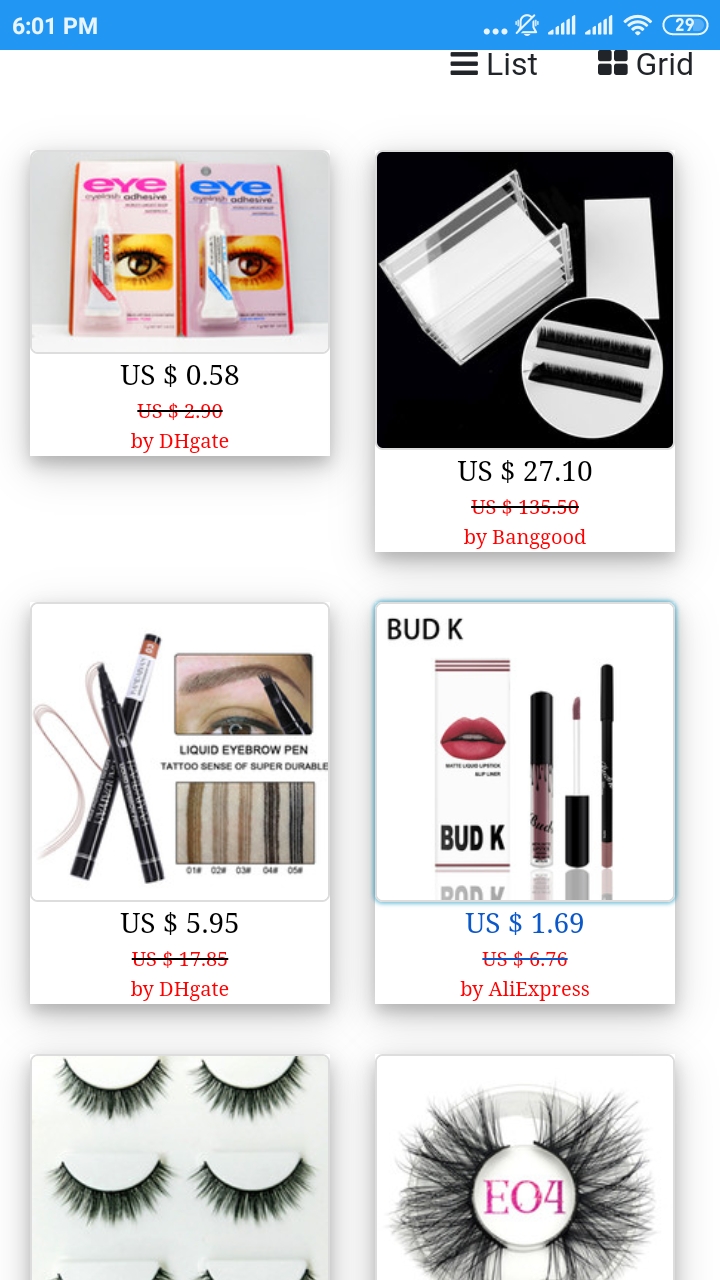 6:01 PM
29
List
Grid
eye
eyelash adhesive
eye
eyelash adhesive
US $ 0.58
US $ 2.90
by DHgate
US $ 27.10
US $ 135.50
by Banggood
02
LIQUID EYEBROW PEN
TATTOO SENSE OF SUPER DURABLE
01# 02# 03# 04# 05#
US $ 5.95
US $ 17.85
by DHgate
BUD K
MATTE LIQUID LIPSTICK
&LIP LINER
BUD K
US $ 1.69
US $ 6.76
by AliExpress
E04